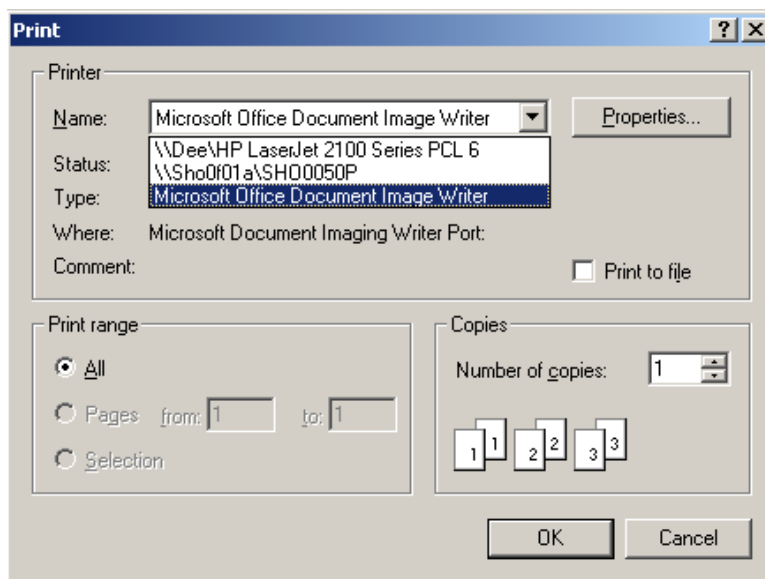 Print
Printer
Name: Microsoft Office Document Image Writer Properties...
\\Dee\HP LaserJet 2100 Series PCL 6
Status:
\\Sho0f01a\SHO0050P
Type: Microsoft Office Document Image Writer
Where: Microsoft Document Imaging Writer Port:
Comment:
Print to file
Print range
All
Pages from: 1 to: 1
Selection
Copies
Number of copies: 1
1 1 2 2 3 3
OK Cancel